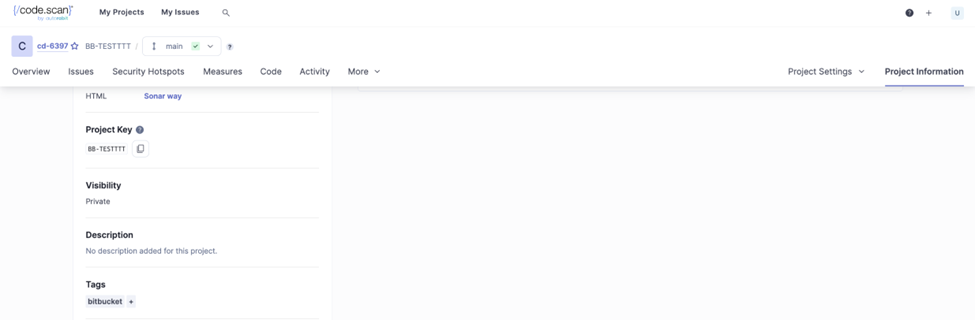 [/code.scan]*
by AutoRABIT
My Projects
My Issues
?
+
U
C
cd-6397
BB-TESTTTT /
main
?
Overview
Issues
Security Hotspots
Measures
Code
Activity
More
Project Settings
Project Information
HTML
Sonar way
Project Key ?
BB-TESTTTT
Visibility
Private
Description
No description added for this project.
Tags
bitbucket +